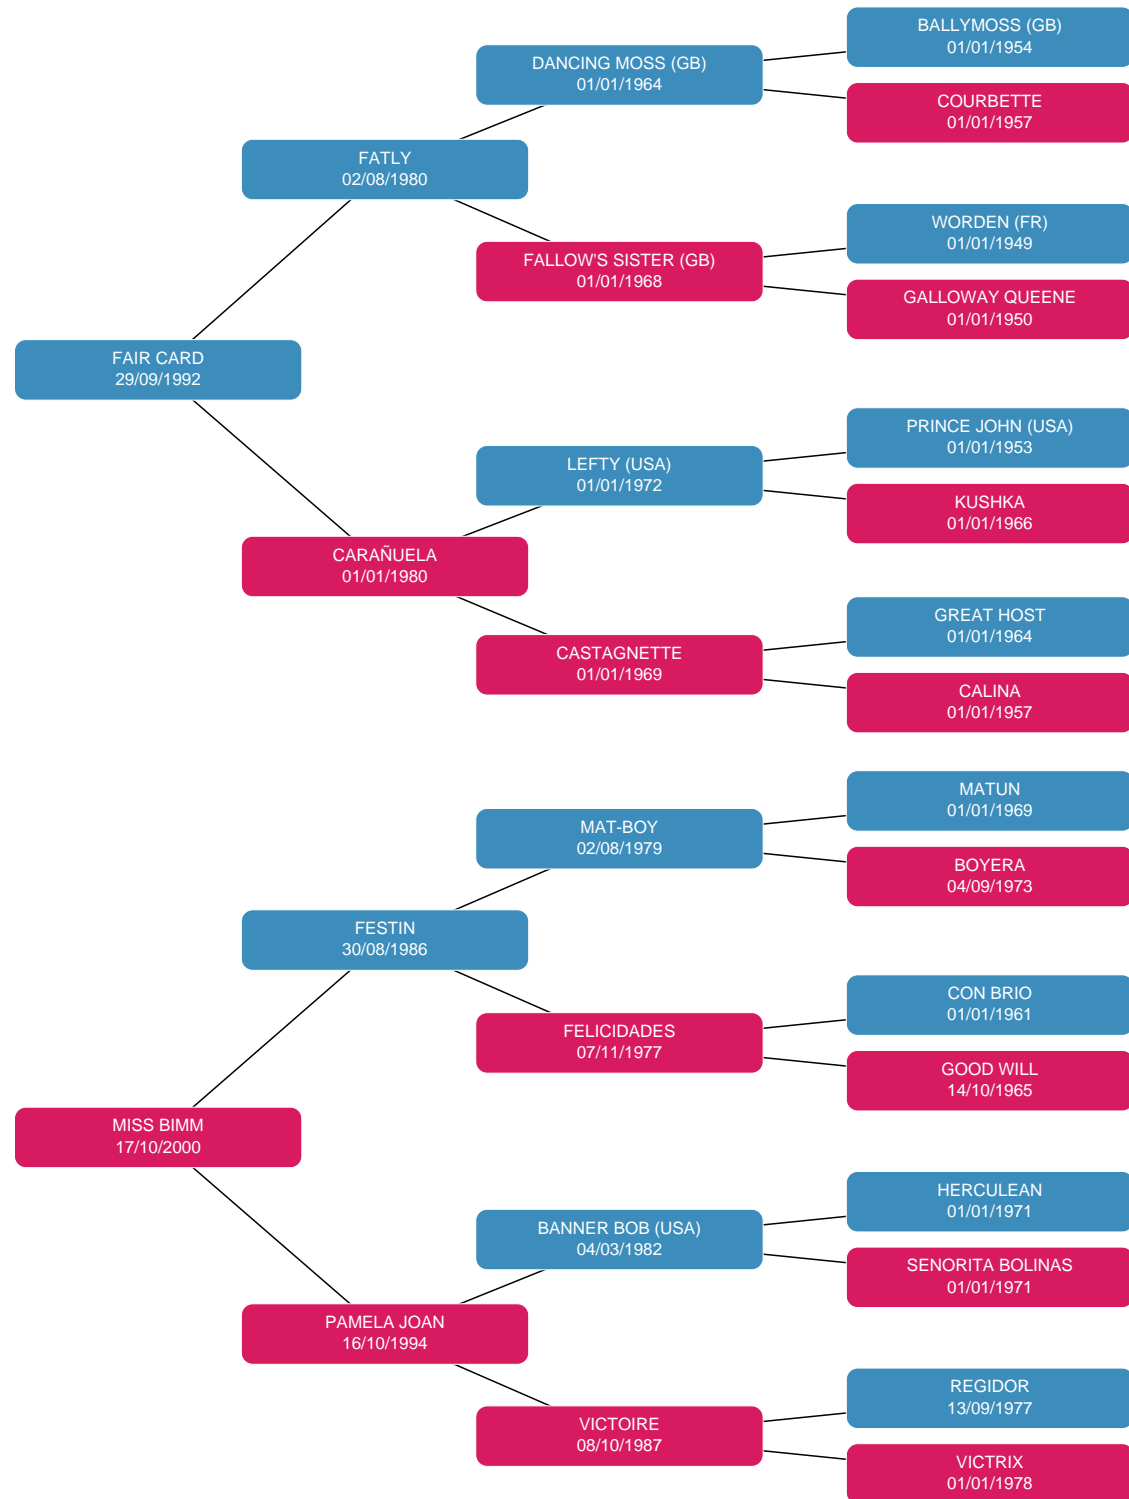 BALLYMOSS (GB)
01/01/1954
DANCING MOSS (GB)
01/01/1964
COURBETTE
01/01/1957
FATLY
02/08/1980
WORDEN (FR)
01/01/1949
FALLOW'S SISTER (GB)
01/01/1968
GALLOWAY QUEENE
01/01/1950
FAIR CARD
29/09/1992
PRINCE JOHN (USA)
01/01/1953
LEFTY (USA)
01/01/1972
KUSHKA
01/01/1966
CARAÑUELA
01/01/1980
GREAT HOST
01/01/1964
CASTAGNETTE
01/01/1969
CALINA
01/01/1957
MATUN
01/01/1969
MAT-BOY
02/08/1979
BOYERA
04/09/1973
FESTIN
30/08/1986
CON BRIO
01/01/1961
FELICIDADES
07/11/1977
GOOD WILL
14/10/1965
MISS BIMM
17/10/2000
HERCULEAN
01/01/1971
BANNER BOB (USA)
04/03/1982
SENORITA BOLINAS
01/01/1971
PAMELA JOAN
16/10/1994
REGIDOR
13/09/1977
VICTOIRE
08/10/1987
VICTRIX
01/01/1978